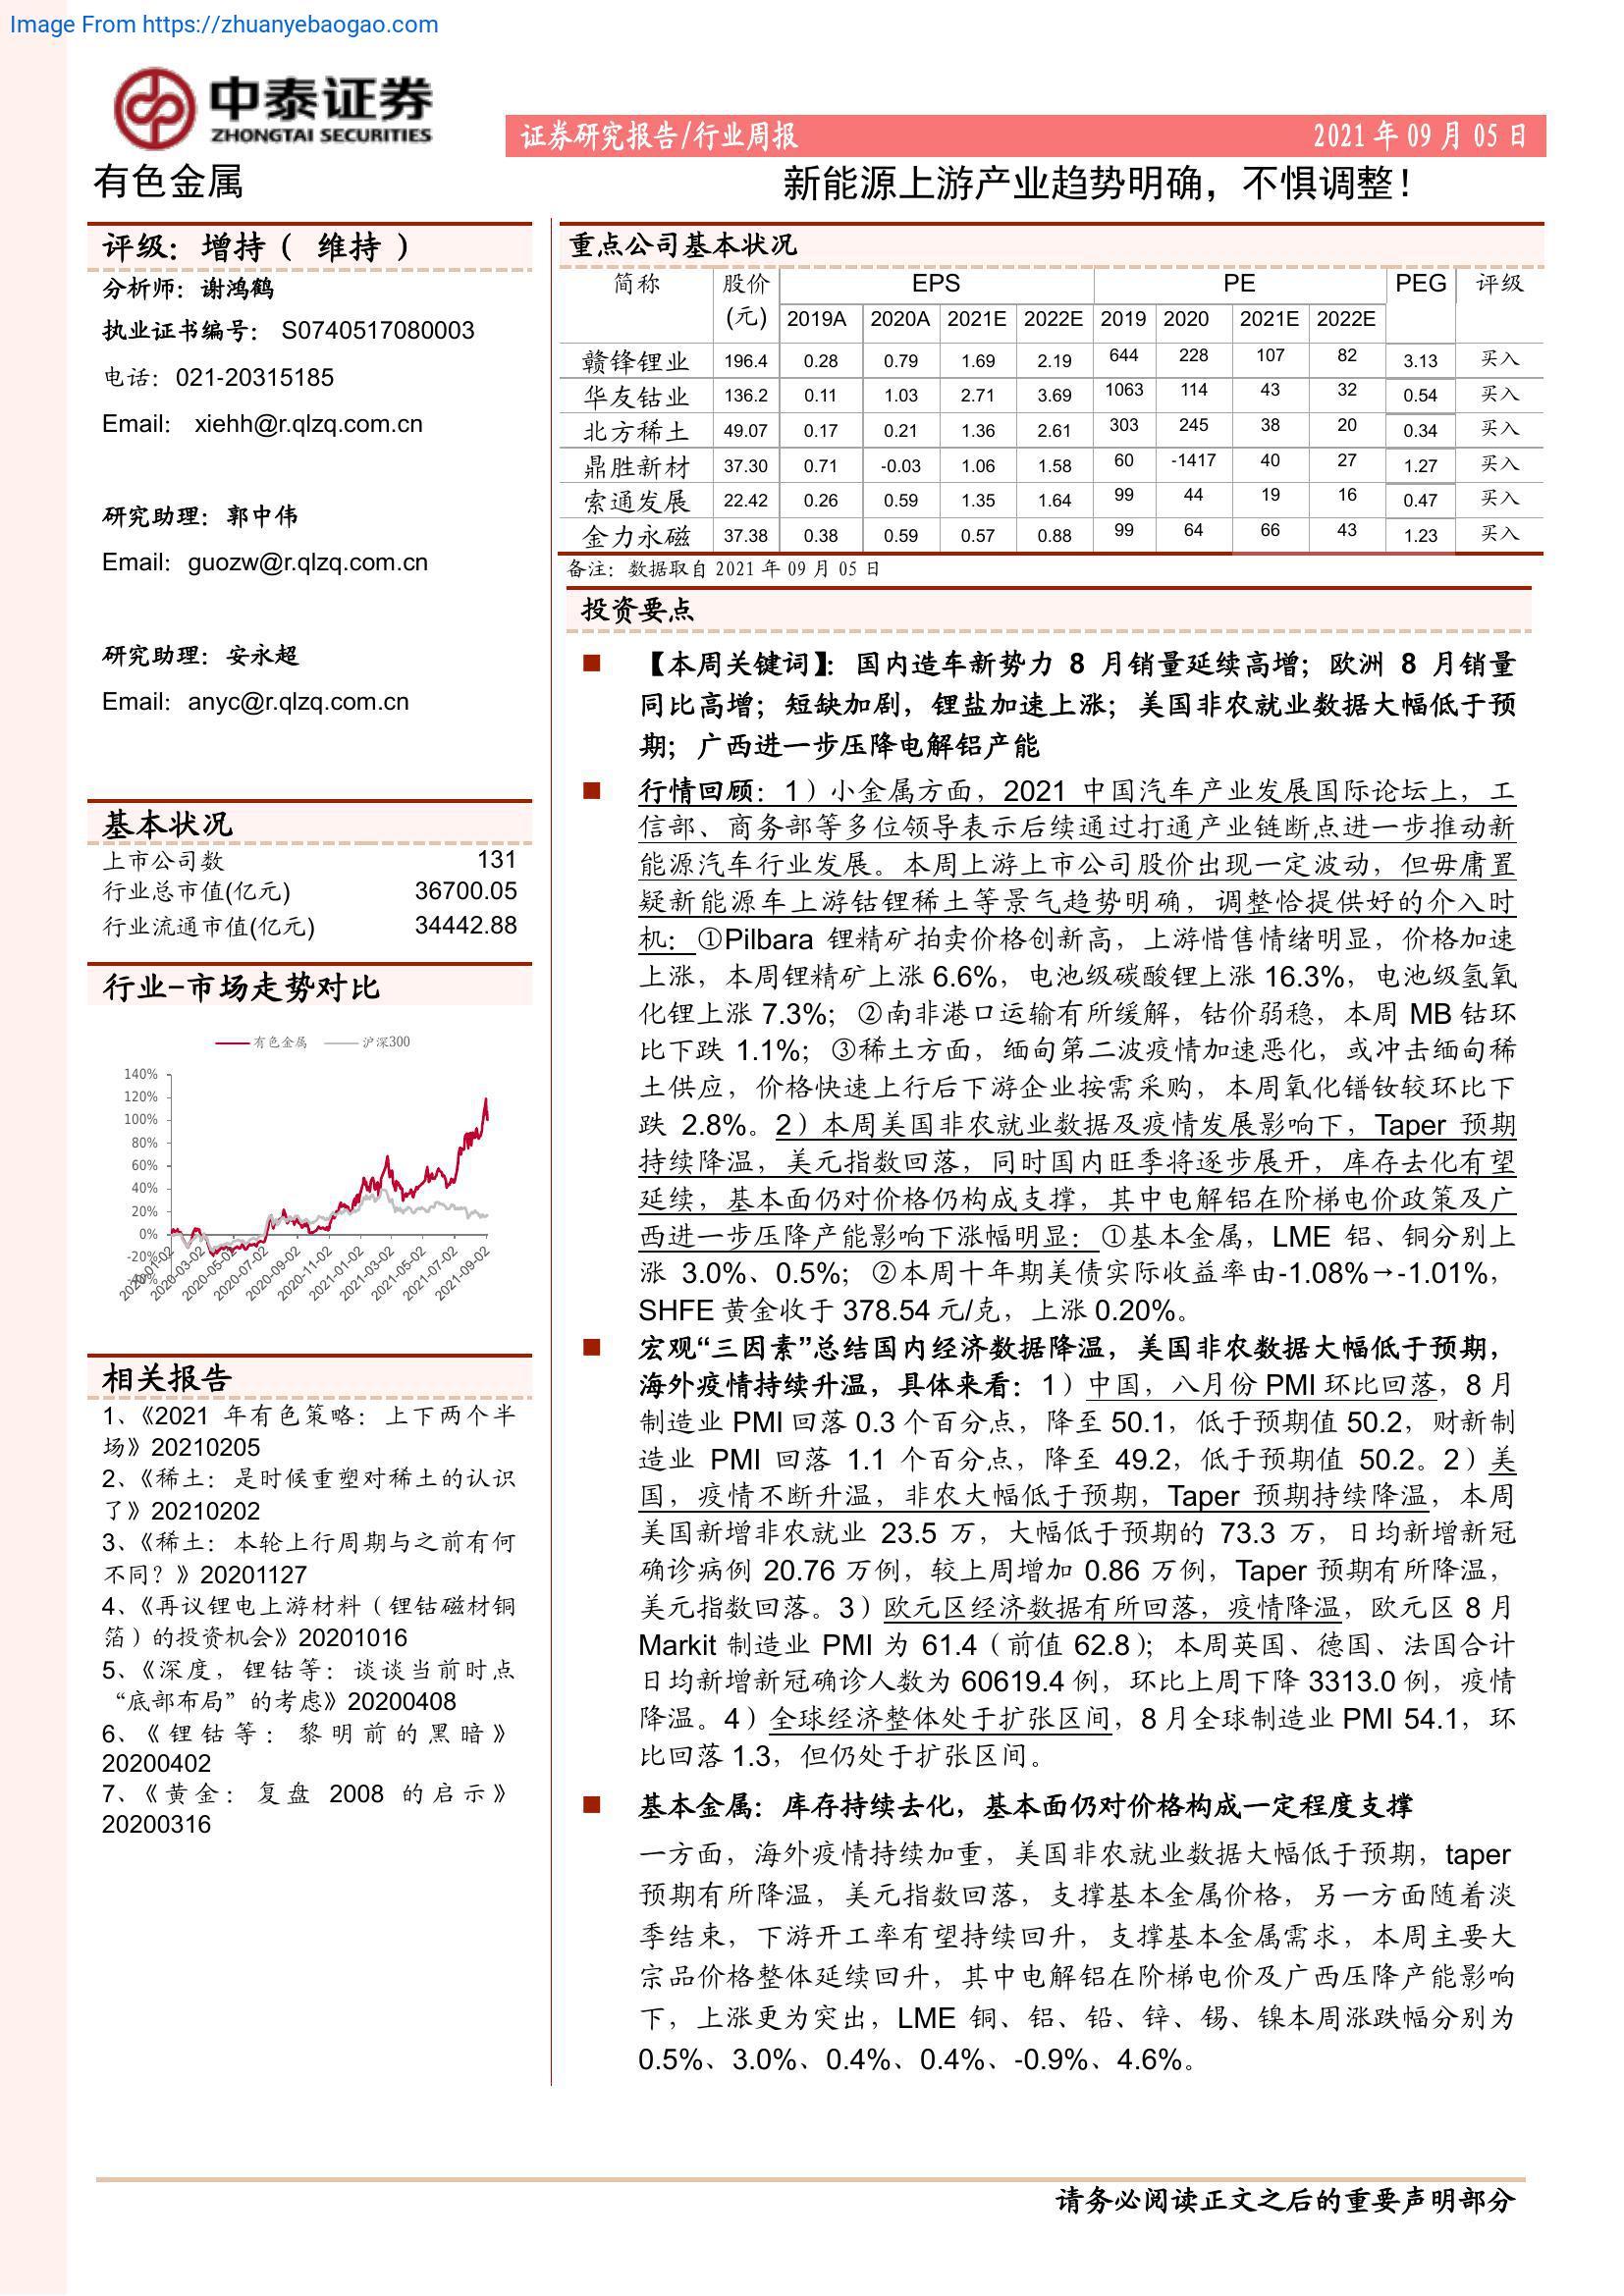 Image From https://zhuanyebaogao.com
中泰证券
ZHONGTAI SECURITIES
证券研究报告/行业周报 2021 年 09 月 05 日
有色金属
新能源上游产业趋势明确，不惧调整！
评级：增持（ 维持 ）
分析师：谢鸿鹤
执业证书编号： S0740517080003
电话：021-20315185
Email： xiehh@r.qlzq.com.cn
研究助理：郭中伟
Email：guozw@r.qlzq.com.cn
研究助理：安永超
Email：anyc@r.qlzq.com.cn
基本状况
上市公司数 131
行业总市值(亿元) 36700.05
行业流通市值(亿元) 34442.88
行业-市场走势对比
有色金属 沪深300
140%
120%
100%
80%
60%
40%
20%
0%
-20%
-40%
2020-01-02 2020-03-02 2020-05-02 2020-07-02 2020-09-02 2020-11-02 2021-01-02 2021-03-02 2021-05-02 2021-07-02 2021-09-02
相关报告
1、《2021 年有色策略：上下两个半
场》20210205
2、《稀土：是时候重塑对稀土的认识
了》20210202
3、《稀土：本轮上行周期与之前有何
不同？》20201127
4、《再议锂电上游材料（锂钴磁材铜
箔）的投资机会》20201016
5、《深度，锂钴等：谈谈当前时点
“底部布局”的考虑》20200408
6、《锂钴等：黎明前的黑暗》
20200402
7、《黄金：复盘 2008 的启示》
20200316
重点公司基本状况
简称 股价 EPS PE PEG 评级
(元) 2019A 2020A 2021E 2022E 2019 2020 2021E 2022E
赣锋锂业 196.4 0.28 0.79 1.69 2.19 644 228 107 82 3.13 买入
华友钴业 136.2 0.11 1.03 2.71 3.69 1063 114 43 32 0.54 买入
北方稀土 49.07 0.17 0.21 1.36 2.61 303 245 38 20 0.34 买入
鼎胜新材 37.30 0.71 -0.03 1.06 1.58 60 -1417 40 27 1.27 买入
索通发展 22.42 0.26 0.59 1.35 1.64 99 44 19 16 0.47 买入
金力永磁 37.38 0.38 0.59 0.57 0.88 99 64 66 43 1.23 买入
备注：数据取自 2021 年 09 月 05 日
投资要点
【本周关键词】：国内造车新势力 8 月销量延续高增；欧洲 8 月销量
同比高增；短缺加剧，锂盐加速上涨；美国非农就业数据大幅低于预
期；广西进一步压降电解铝产能
行情回顾：1）小金属方面，2021 中国汽车产业发展国际论坛上，工
信部、商务部等多位领导表示后续通过打通产业链断点进一步推动新
能源汽车行业发展。本周上游上市公司股价出现一定波动，但毋庸置
疑新能源车上游钴锂稀土等景气趋势明确，调整恰提供好的介入时
机：①Pilbara 锂精矿拍卖价格创新高，上游惜售情绪明显，价格加速
上涨，本周锂精矿上涨 6.6%，电池级碳酸锂上涨 16.3%，电池级氢氧
化锂上涨 7.3%；②南非港口运输有所缓解，钴价弱稳，本周 MB 钴环
比下跌 1.1%；③稀土方面，缅甸第二波疫情加速恶化，或冲击缅甸稀
土供应，价格快速上行后下游企业按需采购，本周氧化镨钕较环比下
跌 2.8%。2）本周美国非农就业数据及疫情发展影响下，Taper 预期
持续降温，美元指数回落，同时国内旺季将逐步展开，库存去化有望
延续，基本面仍对价格仍构成支撑，其中电解铝在阶梯电价政策及广
西进一步压降产能影响下涨幅明显：①基本金属，LME 铝、铜分别上
涨 3.0%、0.5%；②本周十年期美债实际收益率由-1.08%→-1.01%，
SHFE 黄金收于 378.54 元/克，上涨 0.20%。
宏观“三因素”总结国内经济数据降温，美国非农数据大幅低于预期，
海外疫情持续升温，具体来看：1）中国，八月份 PMI 环比回落，8 月
制造业 PMI 回落 0.3 个百分点，降至 50.1，低于预期值 50.2，财新制
造业 PMI 回落 1.1 个百分点，降至 49.2，低于预期值 50.2。2）美
国，疫情不断升温，非农大幅低于预期，Taper 预期持续降温，本周
美国新增非农就业 23.5 万，大幅低于预期的 73.3 万，日均新增新冠
确诊病例 20.76 万例，较上周增加 0.86 万例，Taper 预期有所降温，
美元指数回落。3）欧元区经济数据有所回落，疫情降温，欧元区 8 月
Markit 制造业 PMI 为 61.4（前值 62.8）；本周英国、德国、法国合计
日均新增新冠确诊人数为 60619.4 例，环比上周下降 3313.0 例，疫情
降温。4）全球经济整体处于扩张区间，8 月全球制造业 PMI 54.1，环
比回落 1.3，但仍处于扩张区间。
基本金属：库存持续去化，基本面仍对价格构成一定程度支撑
一方面，海外疫情持续加重，美国非农就业数据大幅低于预期，taper
预期有所降温，美元指数回落，支撑基本金属价格，另一方面随着淡
季结束，下游开工率有望持续回升，支撑基本金属需求，本周主要大
宗品价格整体延续回升，其中电解铝在阶梯电价及广西压降产能影响
下，上涨更为突出，LME 铜、铝、铅、锌、锡、镍本周涨跌幅分别为
0.5%、3.0%、0.4%、0.4%、-0.9%、4.6%。
请务必阅读正文之后的重要声明部分